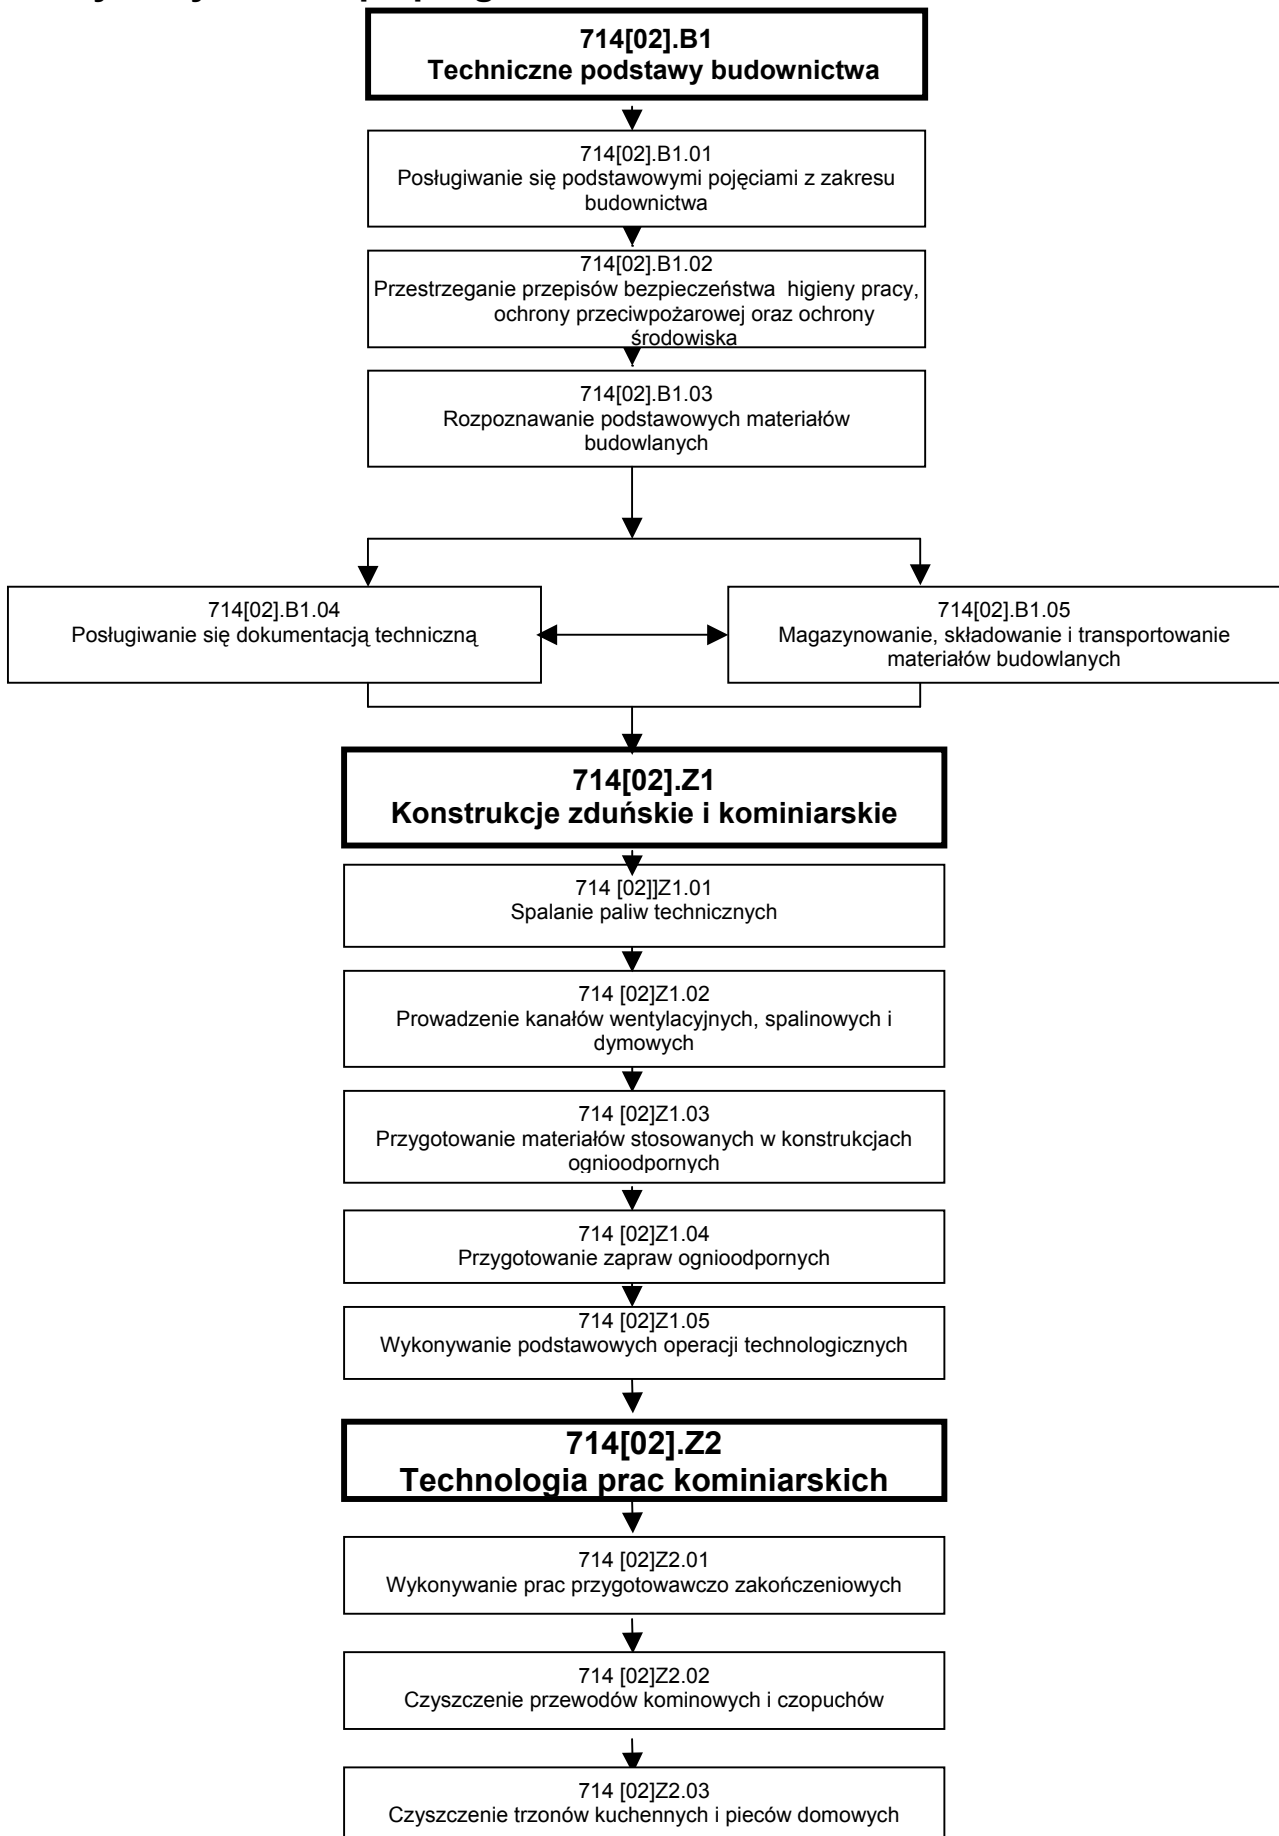 714[02].B1
Techniczne podstawy budownictwa
714[02].B1.01
Posługiwanie się podstawowymi pojęciami z zakresu
budownictwa
714[02].B1.02
Przestrzeganie przepisów bezpieczeństwa higieny pracy,
ochrony przeciwpożarowej oraz ochrony
środowiska
714[02].B1.03
Rozpoznawanie podstawowych materiałów
budowlanych
714[02].B1.04
Posługiwanie się dokumentacją techniczną
714[02].B1.05
Magazynowanie, składowanie i transportowanie
materiałów budowlanych
714[02].Z1
Konstrukcje zduńskie i kominiarskie
714 [02]]Z1.01
Spalanie paliw technicznych
714 [02]Z1.02
Prowadzenie kanałów wentylacyjnych, spalinowych i
dymowych
714 [02]Z1.03
Przygotowanie materiałów stosowanych w konstrukcjach
ognioodpornych
714 [02]Z1.04
Przygotowanie zapraw ognioodpornych
714 [02]Z1.05
Wykonywanie podstawowych operacji technologicznych
714[02].Z2
Technologia prac kominiarskich
714 [02]Z2.01
Wykonywanie prac przygotowawczo zakończeniowych
714 [02]Z2.02
Czyszczenie przewodów kominowych i czopuchów
714 [02]Z2.03
Czyszczenie trzonów kuchennych i pieców domowych